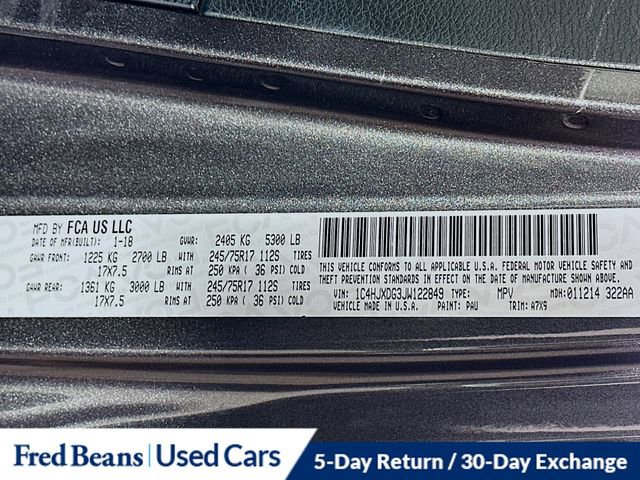 MFD BY FCA US LLC
DATE OF MFR(BUILT): 1-18 GVWR: 2405 KG 5300 LB
GAWR FRONT: 1225 KG 2700 LB WITH 245/75R17 112S TIRES
17X7.5 RIMS AT 250 KPA ( 36 PSI) COLD
GAWR REAR: 1361 KG 3000 LB WITH 245/75R17 112S TIRES
17X7.5 RIMS AT 250 KPA ( 36 PSI) COLD
THIS VEHICLE CONFORMS TO ALL APPLICABLE U.S.A. FEDERAL MOTOR VEHICLE SAFETY AND
THEFT PREVENTION STANDARDS IN EFFECT ON THE DATE OF MANUFACTURE SHOWN ABOVE.
VIN: 1C4HJXDG3JW122849 TYPE: MPV MDH: 011214 322AA
VEHICLE MADE IN U.S.A. PAINT: PAU TRIM: A7X9
Fred Beans | Used Cars 5-Day Return / 30-Day Exchange